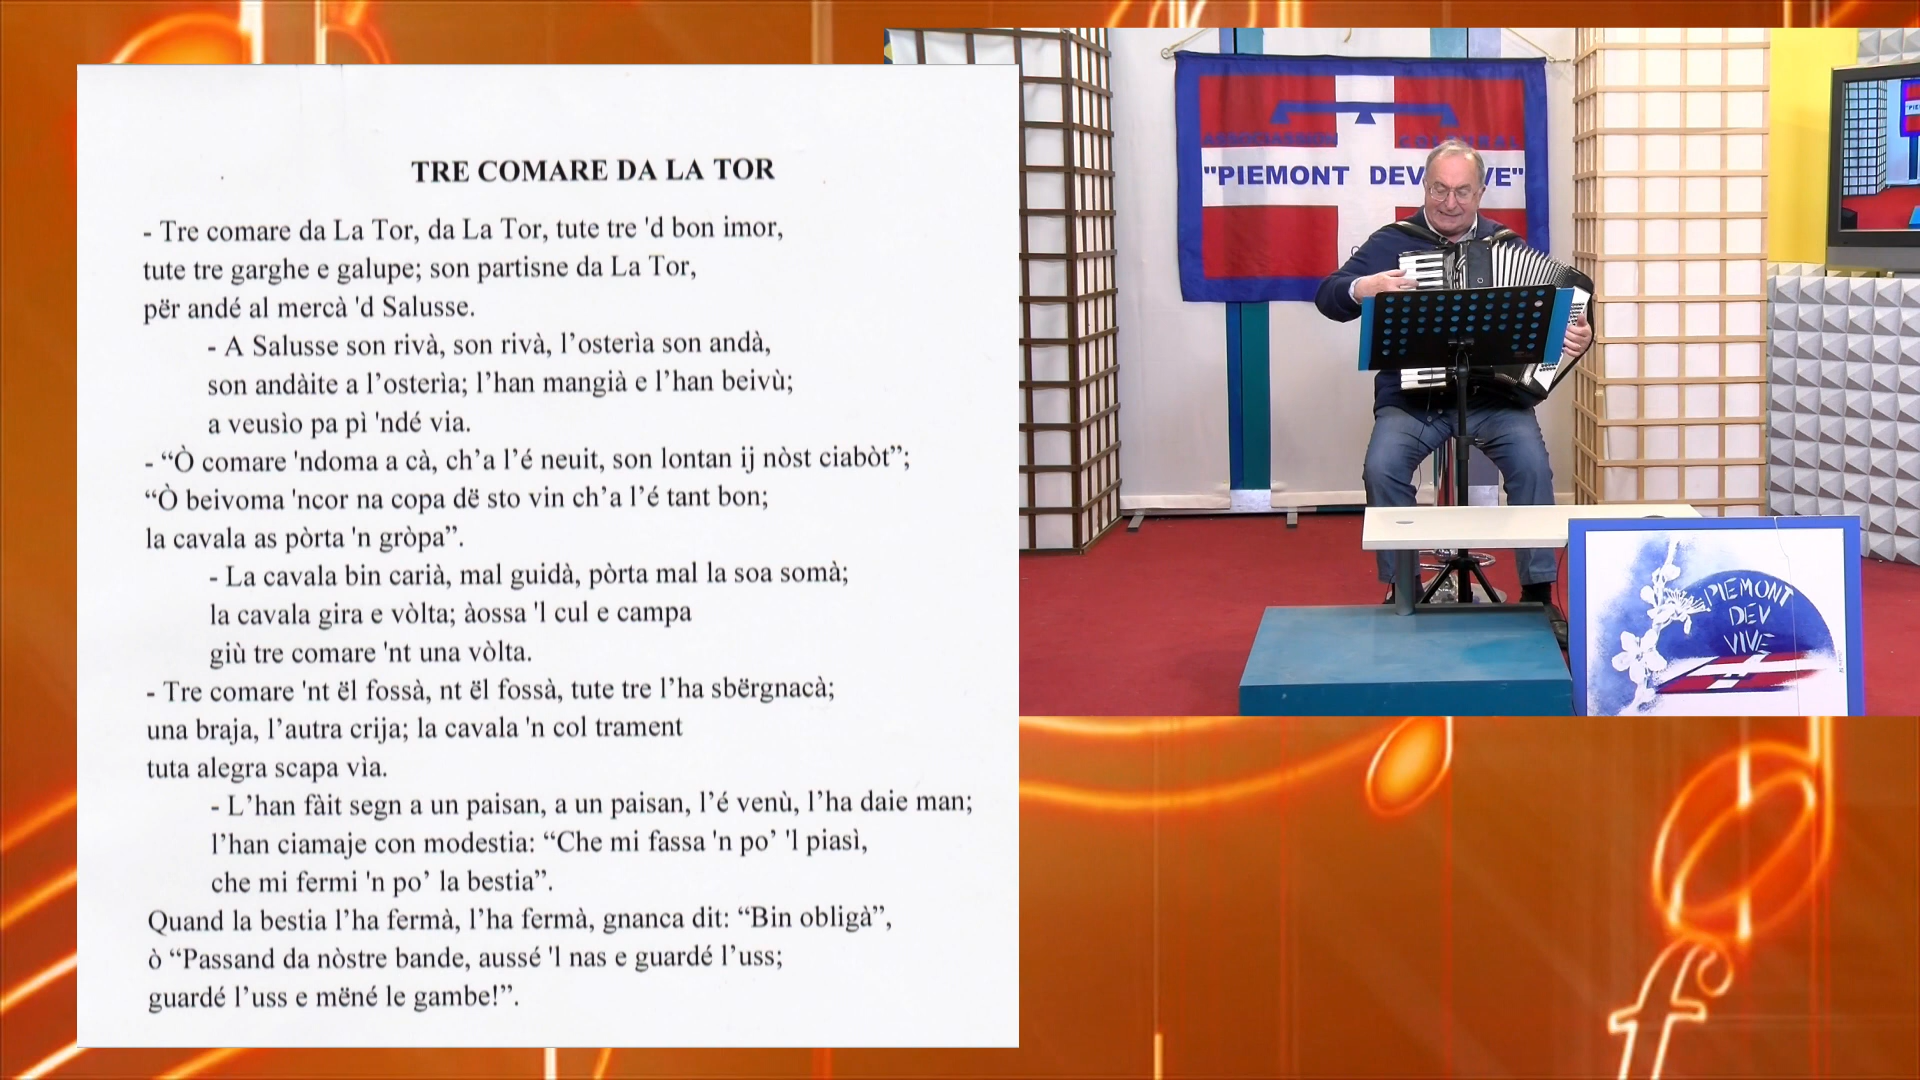 TRE COMARE DA LA TOR
- Tre comare da La Tor, da La Tor, tute tre 'd bon imor,
tute tre garghe e galupe; son partisne da La Tor,
për andé al mercà 'd Salusse.
- A Salusse son rivà, son rivà, l’osterìa son andà,
son andàite a l’osterìa; l’han mangià e l’han beivù;
a veusìo pa pì 'ndé via.
- “Ò comare 'ndoma a cà, ch’a l’é neuit, son lontan ij nòst ciabòt”;
“Ò beivoma 'ncor na copa dë sto vin ch’a l’é tant bon;
la cavala as pòrta 'n gròpa”.
- La cavala bin carià, mal guidà, pòrta mal la soa somà;
la cavala gira e vòlta; àossa 'l cul e campa
giù tre comare 'nt una vòlta.
- Tre comare 'nt ël fossà, nt ël fossà, tute tre l’ha sbërgnacà;
una braja, l’autra crija; la cavala 'n col trament
tuta alegra scapa vìa.
- L’han fàit segn a un paisan, a un paisan, l’é venù, l’ha daie man;
l’han ciamaje con modestia: “Che mi fassa 'n po’ 'l piasì,
che mi fermi 'n po’ la bestia”.
Quand la bestia l’ha fermà, l’ha fermà, gnanca dit: “Bin obligà”,
ò “Passand da nòstre bande, aussé 'l nas e guardé l’uss;
guardé l’uss e mëné le gambe!”.
"PIEMONT DEV VE"
PIEMONT
DEV
VIVE